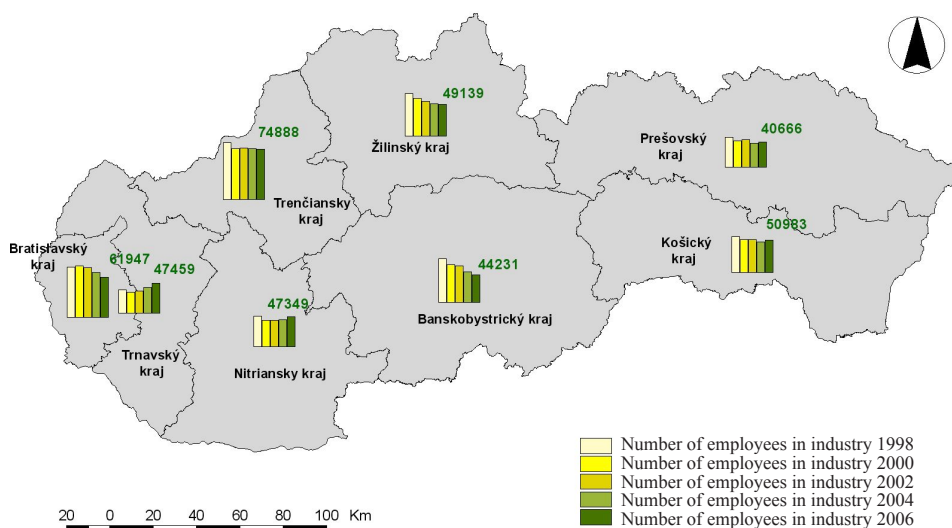 49139
Žilinský kraj
74888
Trenčiansky
kraj
40666
Prešovský
kraj
50983
Košický
kraj
Bratislavský
kraj
61947
47459
Trnavský
kraj
47349
Nitriansky kraj
44231
Banskobystrický kraj
Number of employees in industry 1998
Number of employees in industry 2000
Number of employees in industry 2002
Number of employees in industry 2004
Number of employees in industry 2006
20 0 20 40 60 80 100 Km